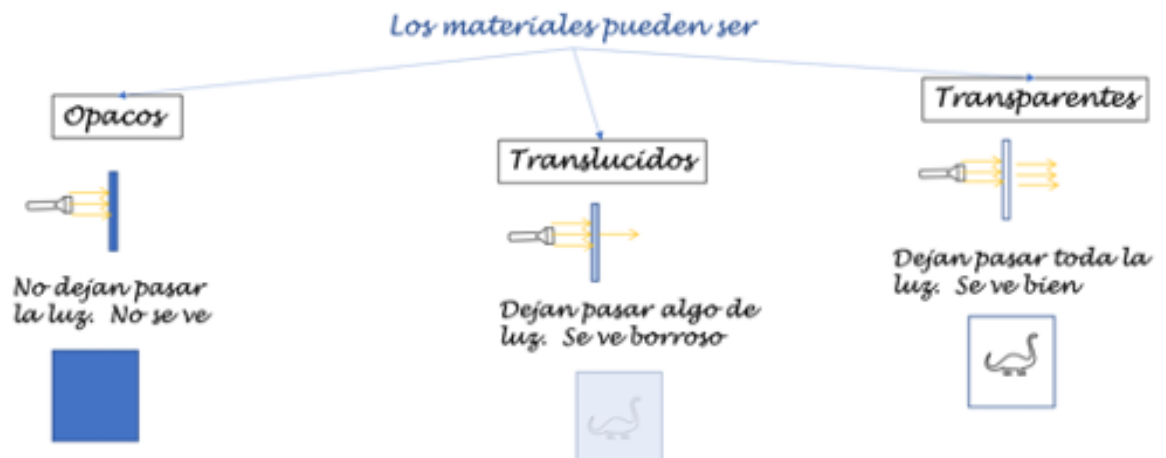 Los materiales pueden ser
Opacos
No dejan pasar
la luz. No se ve
Translucidos
Dejan pasar algo de
luz. Se ve borroso
Transparentes
Dejan pasar toda la
luz. Se ve bien